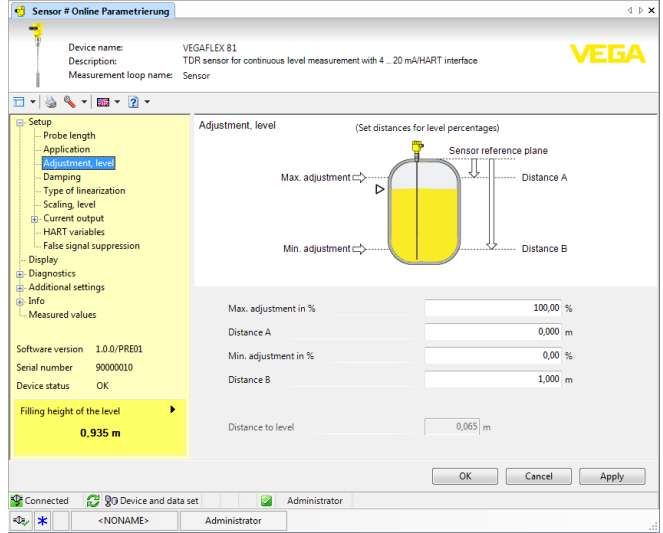 Sensor # Online Parametrierung
Device name: VEGAFLEX 81
Description: TDR sensor for continuous level measurement with 4 .. 20 mA/HART interface
Measurement loop name: Sensor
VEGA
Setup
Probe length
Application
Adjustment, level
Damping
Type of linearization
Scaling, level
Current output
HART variables
False signal suppression
Display
Diagnostics
Additional settings
Info
Measured values
Software version 1.0.0/PRE01
Serial number 90000010
Device status OK
Filling height of the level
0,935 m
Adjustment, level
(Set distances for level percentages)
Sensor reference plane
Max. adjustment
Distance A
Min. adjustment
Distance B
Max. adjustment in % 100,00 %
Distance A 0,000 m
Min. adjustment in % 0,00 %
Distance B 1,000 m
Distance to level 0,065 m
OK Cancel Apply
Connected Device and data set Administrator
<NONAME> Administrator